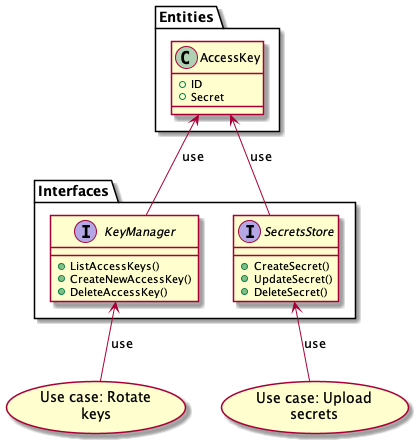 Entities
C AccessKey
ID
Secret
use
use
Interfaces
I KeyManager
ListAccessKeys()
CreateNewAccessKey()
DeleteAccessKey()
I SecretsStore
CreateSecret()
UpdateSecret()
DeleteSecret()
use
use
Use case: Rotate
keys
Use case: Upload
secrets